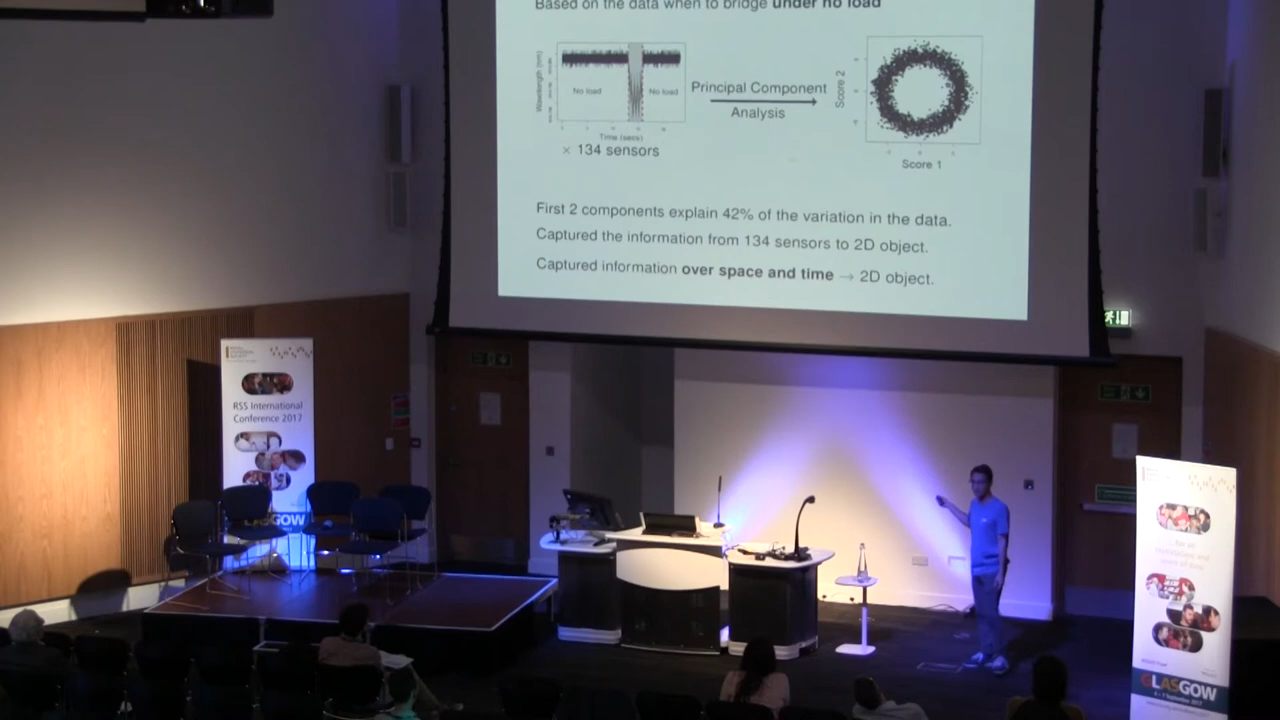 Based on the data when to bridge under no load
Wavelength (nm)
No load
No load
Time (secs)
× 134 sensors
Principal Component
Analysis
Score 2
Score 1
First 2 components explain 42% of the variation in the data.
Captured the information from 134 sensors to 2D object.
Captured information over space and time → 2D object.
RSS International
Conference 2017
GLASGOW
GLASGOW